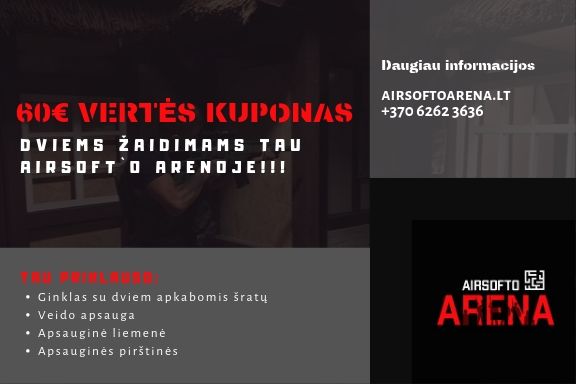 60€ VERTĖS KUPONAS
DVIEMS ŽAIDIMAMS TAU
AIRSOFT`O ARENOJE!!!
TAU PRIKLAUSO:
• Ginklas su dviem apkabomis šratų
• Veido apsauga
• Apsauginė liemenė
• Apsauginės pirštinės
Daugiau informacijos
AIRSOFTOARENA.LT
+370 6262 3636
AIRSOFTO
ARENA